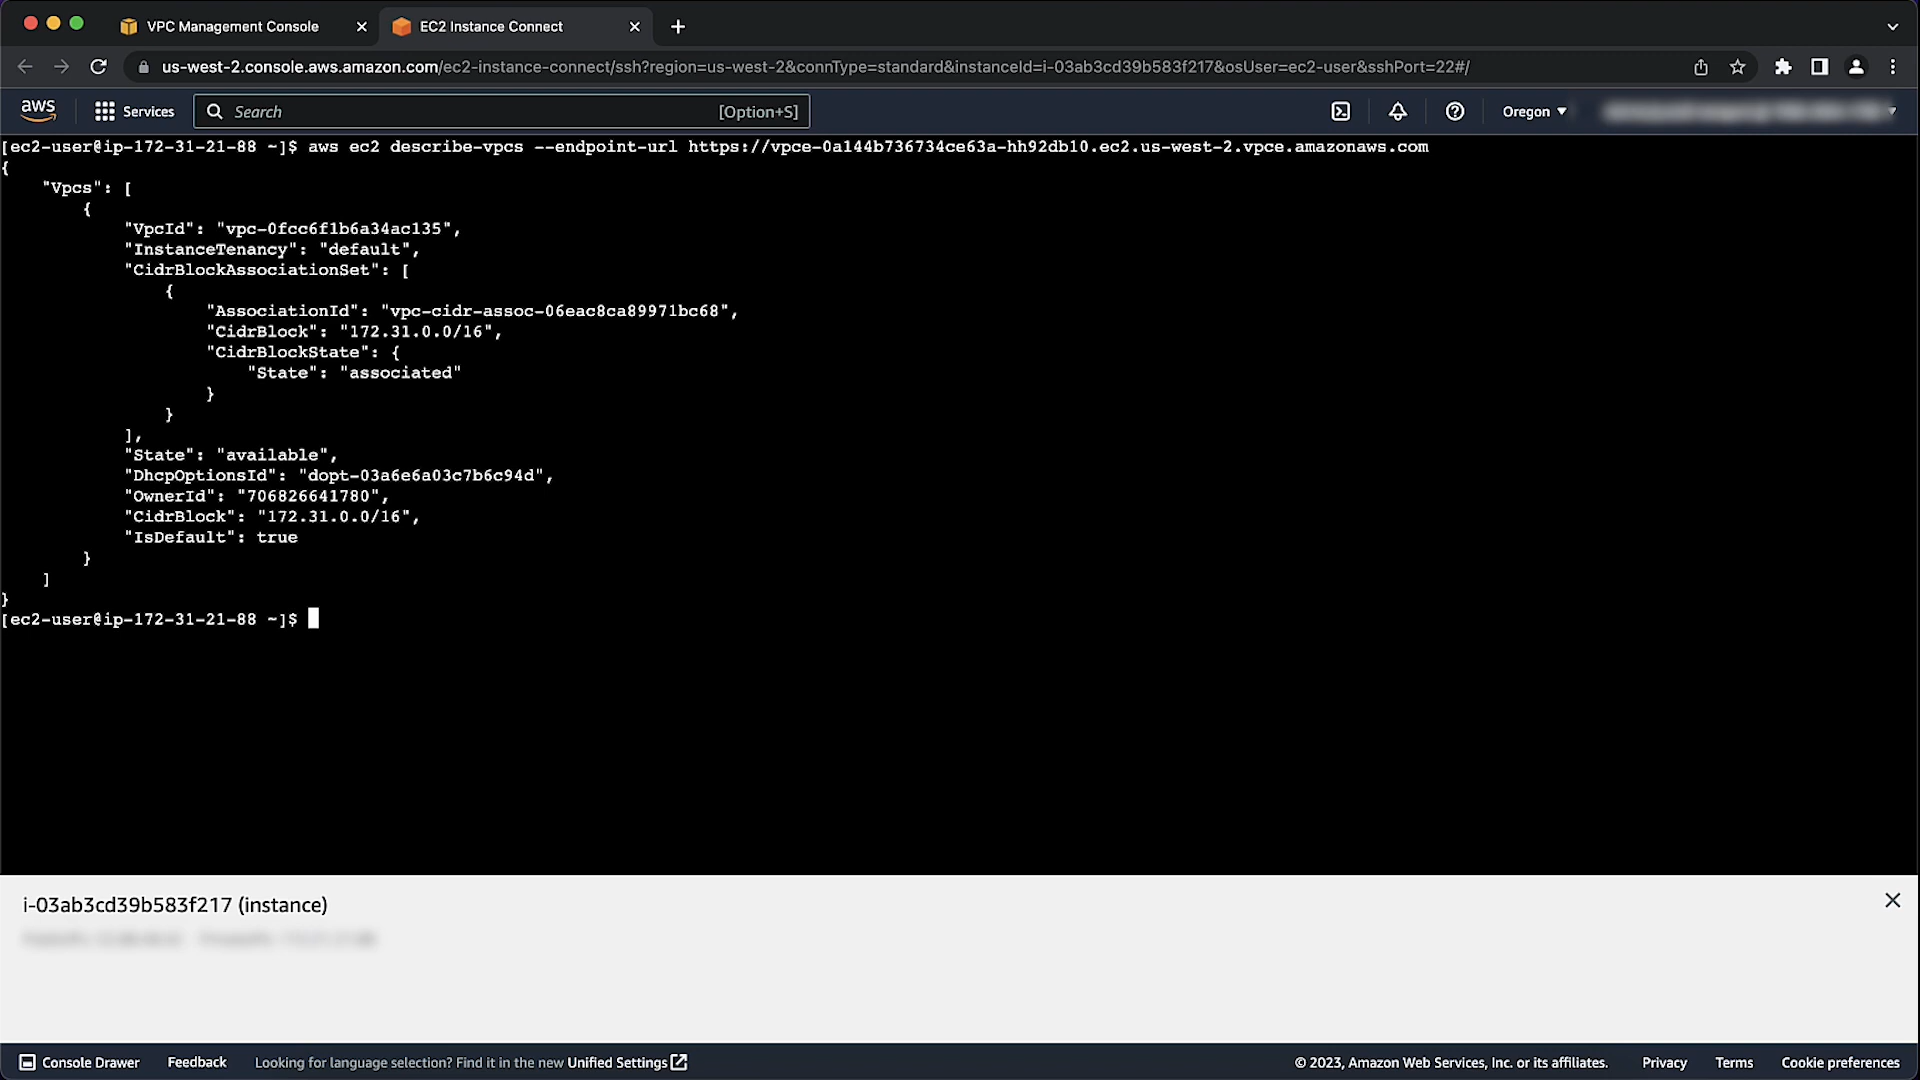 VPC Management Console
EC2 Instance Connect
us-west-2.console.aws.amazon.com/ec2-instance-connect/ssh?region=us-west-2&connType=standard&instanceId=i-03ab3cd39b583f217&osUser=ec2-user&sshPort=22#/
aws Services Search [Option+S] Oregon
[ec2-user@ip-172-31-21-88 ~]$ aws ec2 describe-vpcs --endpoint-url https://vpce-0a144b736734ce63a-hh92db10.ec2.us-west-2.vpce.amazonaws.com
{
    "Vpcs": [
        {
            "VpcId": "vpc-0fcc6f1b6a34ac135",
            "InstanceTenancy": "default",
            "CidrBlockAssociationSet": [
                {
                    "AssociationId": "vpc-cidr-assoc-06eac8ca89971bc68",
                    "CidrBlock": "172.31.0.0/16",
                    "CidrBlockState": {
                        "State": "associated"
                    }
                }
            ],
            "State": "available",
            "DhcpOptionsId": "dopt-03a6e6a03c7b6c94d",
            "OwnerId": "706826641780",
            "CidrBlock": "172.31.0.0/16",
            "IsDefault": true
        }
    ]
}
[ec2-user@ip-172-31-21-88 ~]$
i-03ab3cd39b583f217 (instance)
Console Drawer Feedback Looking for language selection? Find it in the new Unified Settings © 2023, Amazon Web Services, Inc. or its affiliates. Privacy Terms Cookie preferences